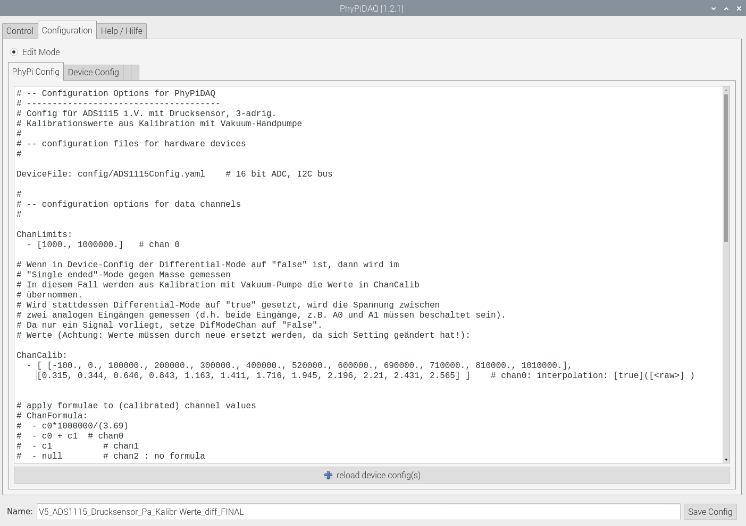 PhyPiDAQ [1.2.1]
Control Configuration Help / Hilfe
Edit Mode
PhyPi Config Device Config
# -- Configuration Options for PhyPiDAQ
# --------------------------------------
# Config für ADS1115 i.V. mit Drucksensor, 3-adrig.
# Kalibrationswerte aus Kalibration mit Vakuum-Handpumpe
#
# -- configuration files for hardware devices
#
DeviceFile: config/ADS1115Config.yaml    # 16 bit ADC, I2C bus
#
# -- configuration options for data channels
#
ChanLimits:
  - [1000., 1000000.]   # chan 0
# Wenn in Device-Config der Differential-Mode auf "false" ist, dann wird im
# "Single ended"-Mode gegen Masse gemessen
# In diesem Fall werden aus Kalibration mit Vakuum-Pumpe die Werte in ChanCalib
# übernommen.
# Wird stattdessen Differential-Mode auf "true" gesetzt, wird die Spannung zwischen
# zwei analogen Eingängen gemessen (d.h. beide Eingänge, z.B. A0 und A1 müssen beschaltet sein).
# Da nur ein Signal vorliegt, setze DifModeChan auf "False".
# Werte (Achtung: Werte müssen durch neue ersetzt werden, da sich Setting geändert hat!):
ChanCalib:
  - [ [-100., 0., 100000., 200000., 300000., 400000., 520000., 600000., 690000., 710000., 810000., 1010000.],
    [0.315, 0.344, 0.646, 0.843, 1.163, 1.411, 1.716, 1.945, 2.196, 2.21, 2.431, 2.565] ]    # chan0: interpolation: [true]([<raw>] )
# apply formulae to (calibrated) channel values
# ChanFormula:
#  - c0*1000000/(3.69)
#  - c0 + c1  # chan0
#  - c1          # chan1
#  - null        # chan2 : no formula
reload device config(s)
Name: V5_ADS1115_Drucksensor_Pa_Kalibr Werte_diff_FINAL Save Config